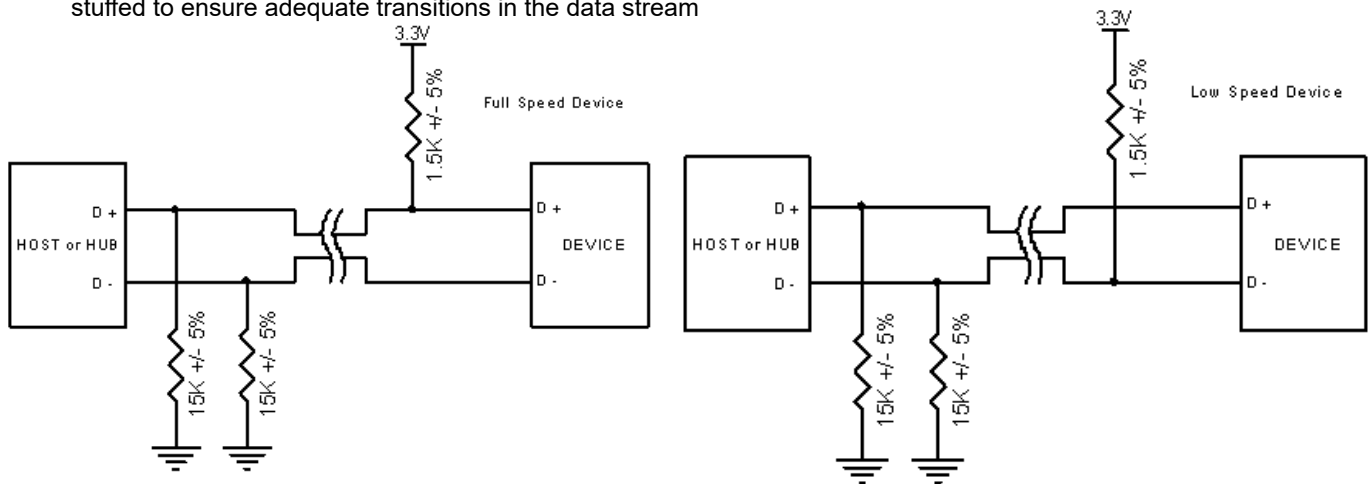 stuffed to ensure adequate transitions in the data stream
3.3V
1.5K +/- 5%
Full Speed Device
HOST or HUB
D +
D -
15K +/- 5%
15K +/- 5%
D +
DEVICE
D -
3.3V
1.5K +/- 5%
Low Speed Device
HOST or HUB
D +
D -
15K +/- 5%
15K +/- 5%
D +
DEVICE
D -